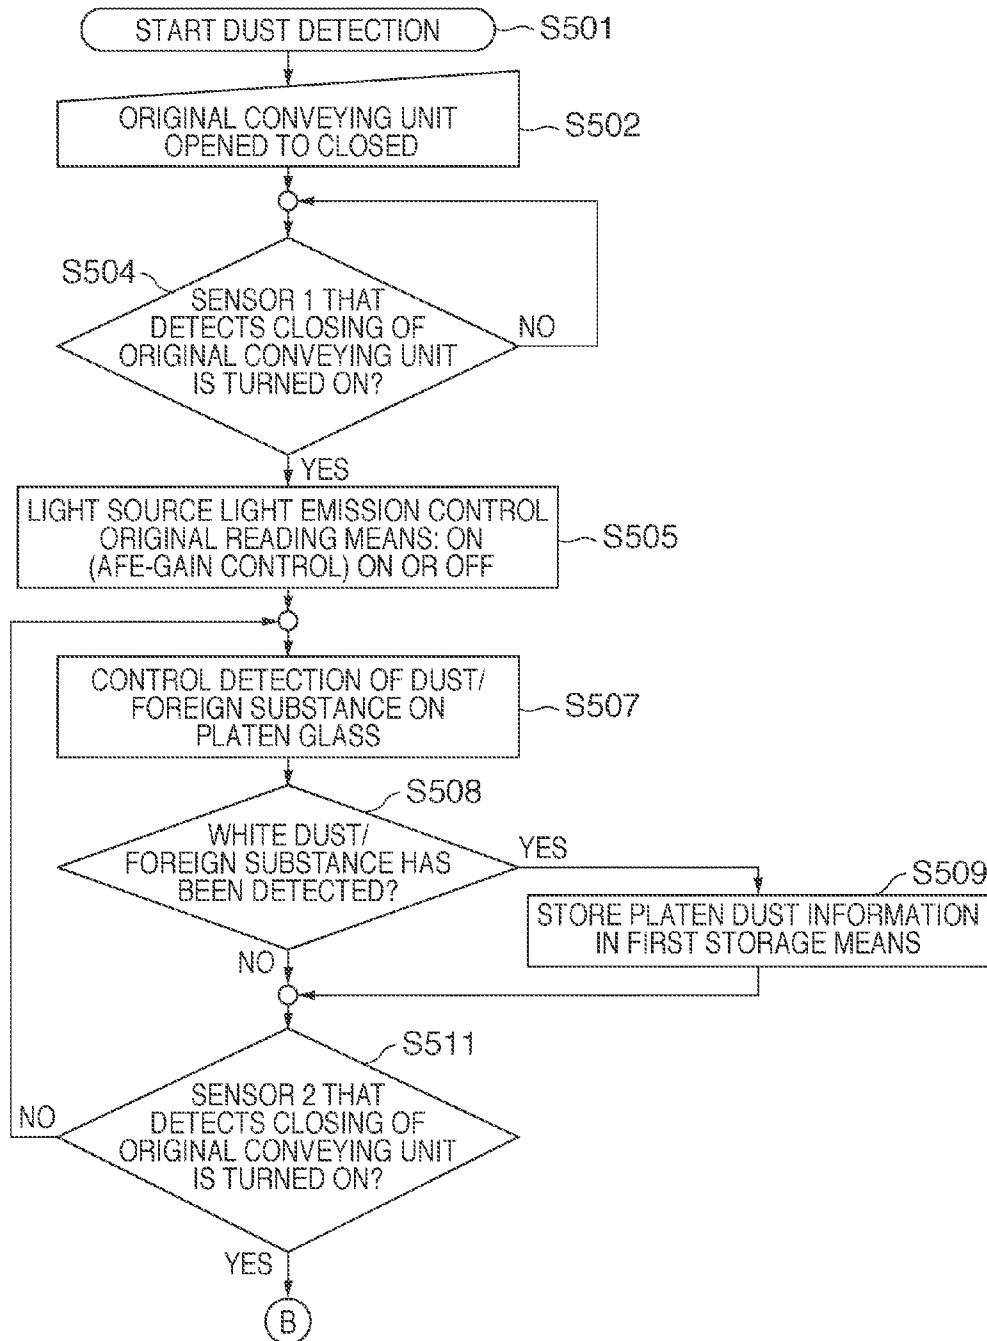 START DUST DETECTION
S501
ORIGINAL CONVEYING UNIT
OPENED TO CLOSED
S502
S504
SENSOR 1 THAT
DETECTS CLOSING OF
ORIGINAL CONVEYING UNIT
IS TURNED ON?
NO
YES
LIGHT SOURCE LIGHT EMISSION CONTROL
ORIGINAL READING MEANS: ON
(AFE-GAIN CONTROL) ON OR OFF
S505
CONTROL DETECTION OF DUST/
FOREIGN SUBSTANCE ON
PLATEN GLASS
S507
S508
WHITE DUST/
FOREIGN SUBSTANCE HAS
BEEN DETECTED?
YES
S509
STORE PLATEN DUST INFORMATION
IN FIRST STORAGE MEANS
NO
S511
SENSOR 2 THAT
DETECTS CLOSING OF
ORIGINAL CONVEYING UNIT
IS TURNED ON?
NO
YES
B